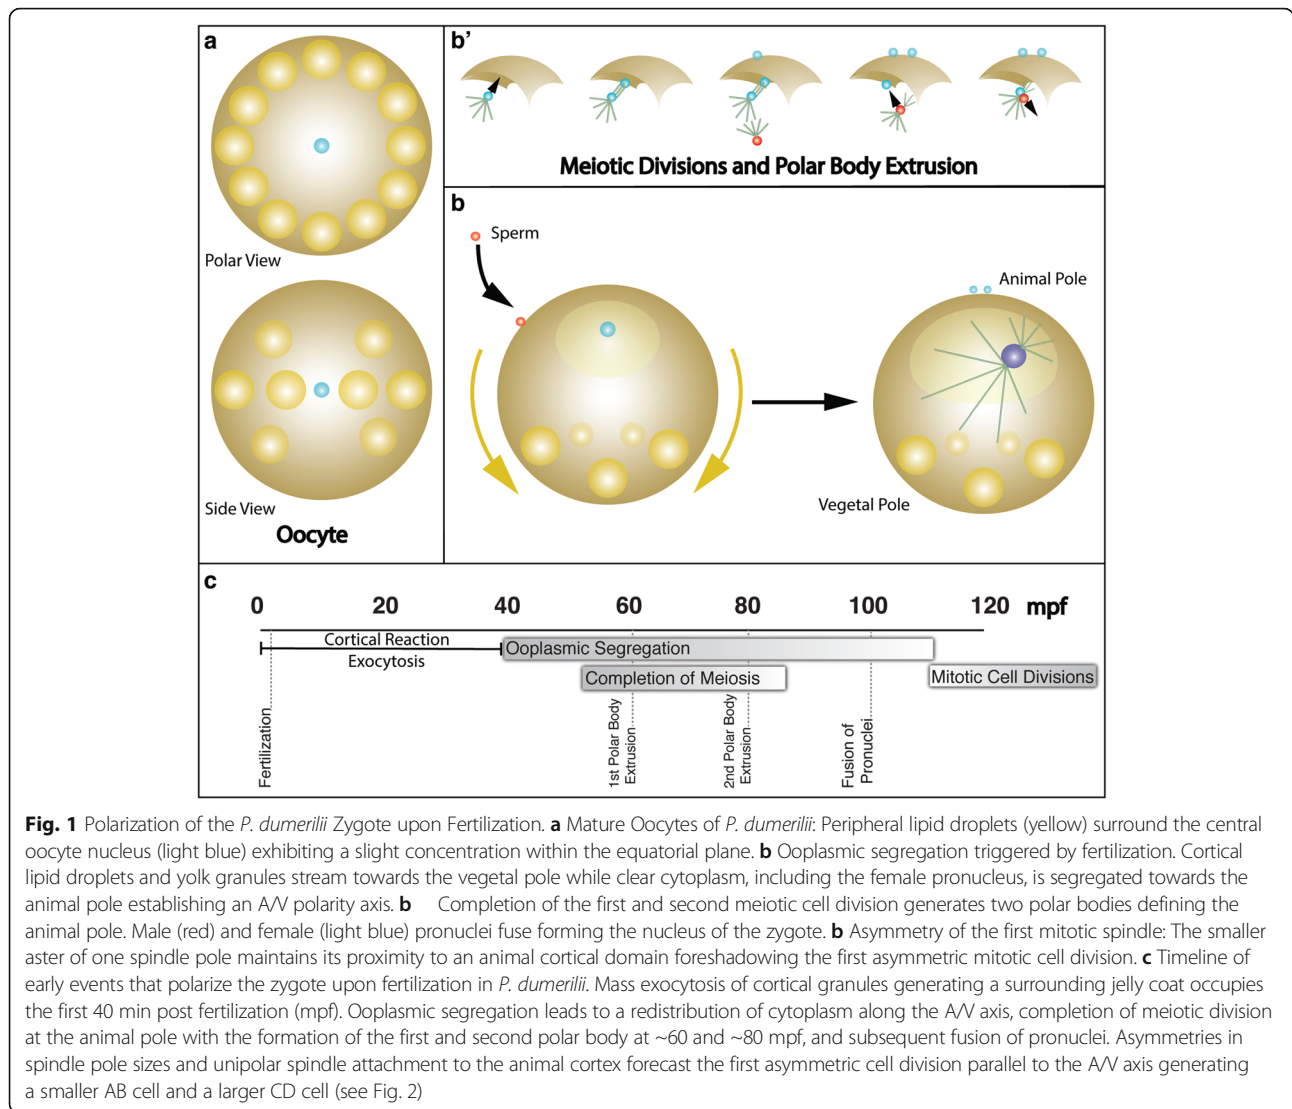 a
Polar View
Side View
Oocyte
b’
Meiotic Divisions and Polar Body Extrusion
b
Sperm
Animal Pole
Vegetal Pole
c
0 20 40 60 80 100 120 mpf
Cortical Reaction
Exocytosis
Ooplasmic Segregation
Completion of Meiosis
Mitotic Cell Divisions
Fertilization
1st Polar Body
Extrusion
2nd Polar Body
Extrusion
Fusion of
Pronuclei
Fig. 1 Polarization of the P. dumerilii Zygote upon Fertilization. a Mature Oocytes of P. dumerilii: Peripheral lipid droplets (yellow) surround the central
oocyte nucleus (light blue) exhibiting a slight concentration within the equatorial plane. b Ooplasmic segregation triggered by fertilization. Cortical
lipid droplets and yolk granules stream towards the vegetal pole while clear cytoplasm, including the female pronucleus, is segregated towards the
animal pole establishing an A/V polarity axis. b Completion of the first and second meiotic cell division generates two polar bodies defining the
animal pole. Male (red) and female (light blue) pronuclei fuse forming the nucleus of the zygote. b Asymmetry of the first mitotic spindle: The smaller
aster of one spindle pole maintains its proximity to an animal cortical domain foreshadowing the first asymmetric mitotic cell division. c Timeline of
early events that polarize the zygote upon fertilization in P. dumerilii. Mass exocytosis of cortical granules generating a surrounding jelly coat occupies
the first 40 min post fertilization (mpf). Ooplasmic segregation leads to a redistribution of cytoplasm along the A/V axis, completion of meiotic division
at the animal pole with the formation of the first and second polar body at ~60 and ~80 mpf, and subsequent fusion of pronuclei. Asymmetries in
spindle pole sizes and unipolar spindle attachment to the animal cortex forecast the first asymmetric cell division parallel to the A/V axis generating
a smaller AB cell and a larger CD cell (see Fig. 2)